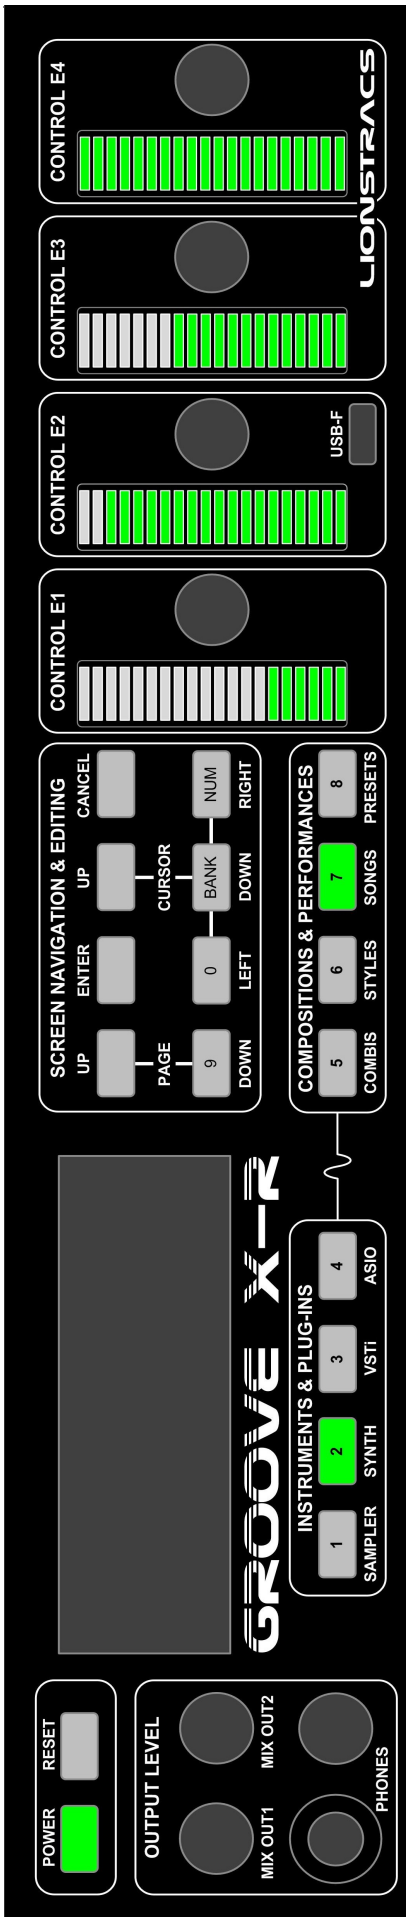 POWER RESET
OUTPUT LEVEL
MIX OUT1 MIX OUT2
PHONES
GROOVE X-R
INSTRUMENTS & PLUG-INS
1 2 3 4
SAMPLER SYNTH VSTi ASIO
SCREEN NAVIGATION & EDITING
UP ENTER UP CANCEL
PAGE CURSOR
9 0 BANK NUM
DOWN LEFT DOWN RIGHT
COMPOSITIONS & PERFORMANCES
5 6 7 8
COMBIS STYLES SONGS PRESETS
CONTROL E1
CONTROL E2
USB-F
CONTROL E3
CONTROL E4
LIONSTRACS